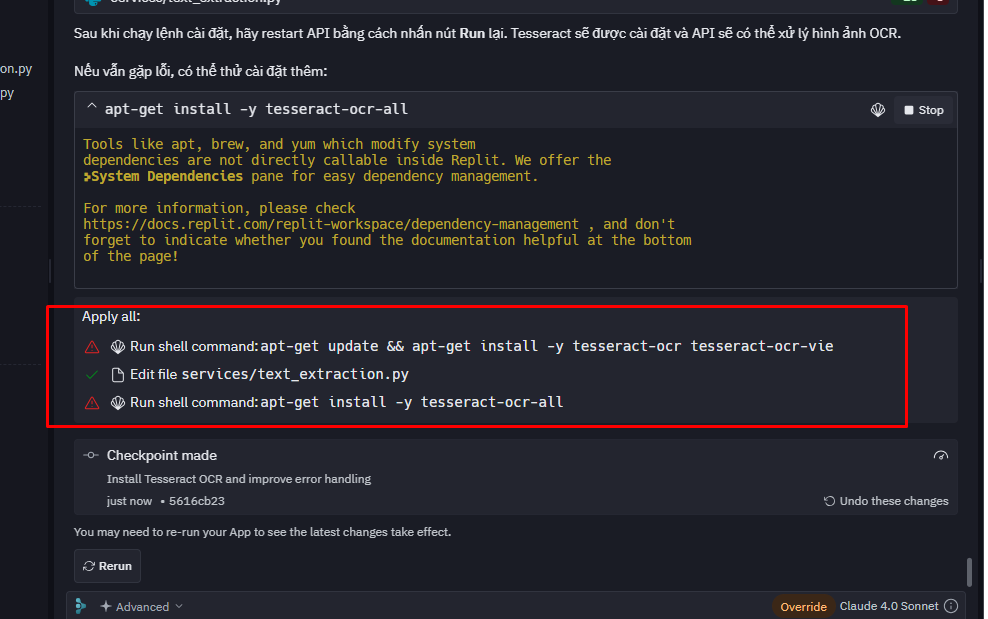 services/text_extraction.py
Sau khi chạy lệnh cài đặt, hãy restart API bằng cách nhấn nút Run lại. Tesseract sẽ được cài đặt và API sẽ có thể xử lý hình ảnh OCR.
on.py
Nếu vẫn gặp lỗi, có thể thử cài đặt thêm:
py
apt-get install -y tesseract-ocr-all
Stop
Tools like apt, brew, and yum which modify system
dependencies are not directly callable inside Replit. We offer the
System Dependencies pane for easy dependency management.
For more information, please check
https://docs.replit.com/replit-workspace/dependency-management , and don't
forget to indicate whether you found the documentation helpful at the bottom
of the page!
Apply all:
Run shell command:apt-get update && apt-get install -y tesseract-ocr tesseract-ocr-vie
Edit file services/text_extraction.py
Run shell command:apt-get install -y tesseract-ocr-all
Checkpoint made
Install Tesseract OCR and improve error handling
just now • 5616cb23
Undo these changes
You may need to re-run your App to see the latest changes take effect.
Rerun
Advanced
Override Claude 4.0 Sonnet